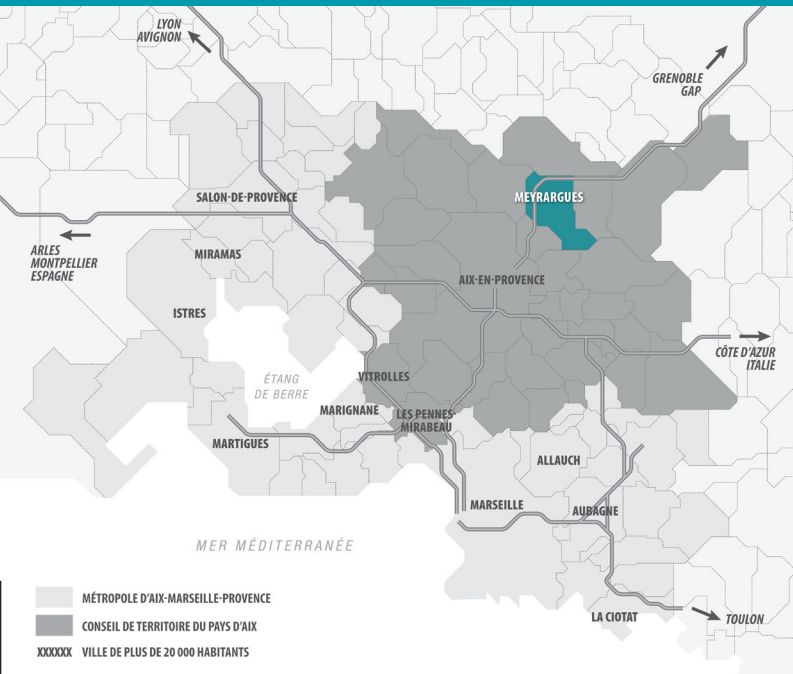 LYON
AVIGNON
GRENOBLE
GAP
MEYRARGUES
SALON-DE-PROVENCE
ARLES
MONTPELLIER
ESPAGNE
MIRAMAS
AIX-EN-PROVENCE
ISTRES
CÔTE D'AZUR
ITALIE
ÉTANG
DE BERRE
VITROLLES
MARIGNANE
LES PENNES-
MIRABEAU
MARTIGUES
ALLAUCH
MARSEILLE
AUBAGNE
MER MÉDITERRANÉE
LA CIOTAT
TOULON
MÉTROPOLE D'AIX-MARSEILLE-PROVENCE
CONSEIL DE TERRITOIRE DU PAYS D'AIX
XXXXXX VILLE DE PLUS DE 20 000 HABITANTS